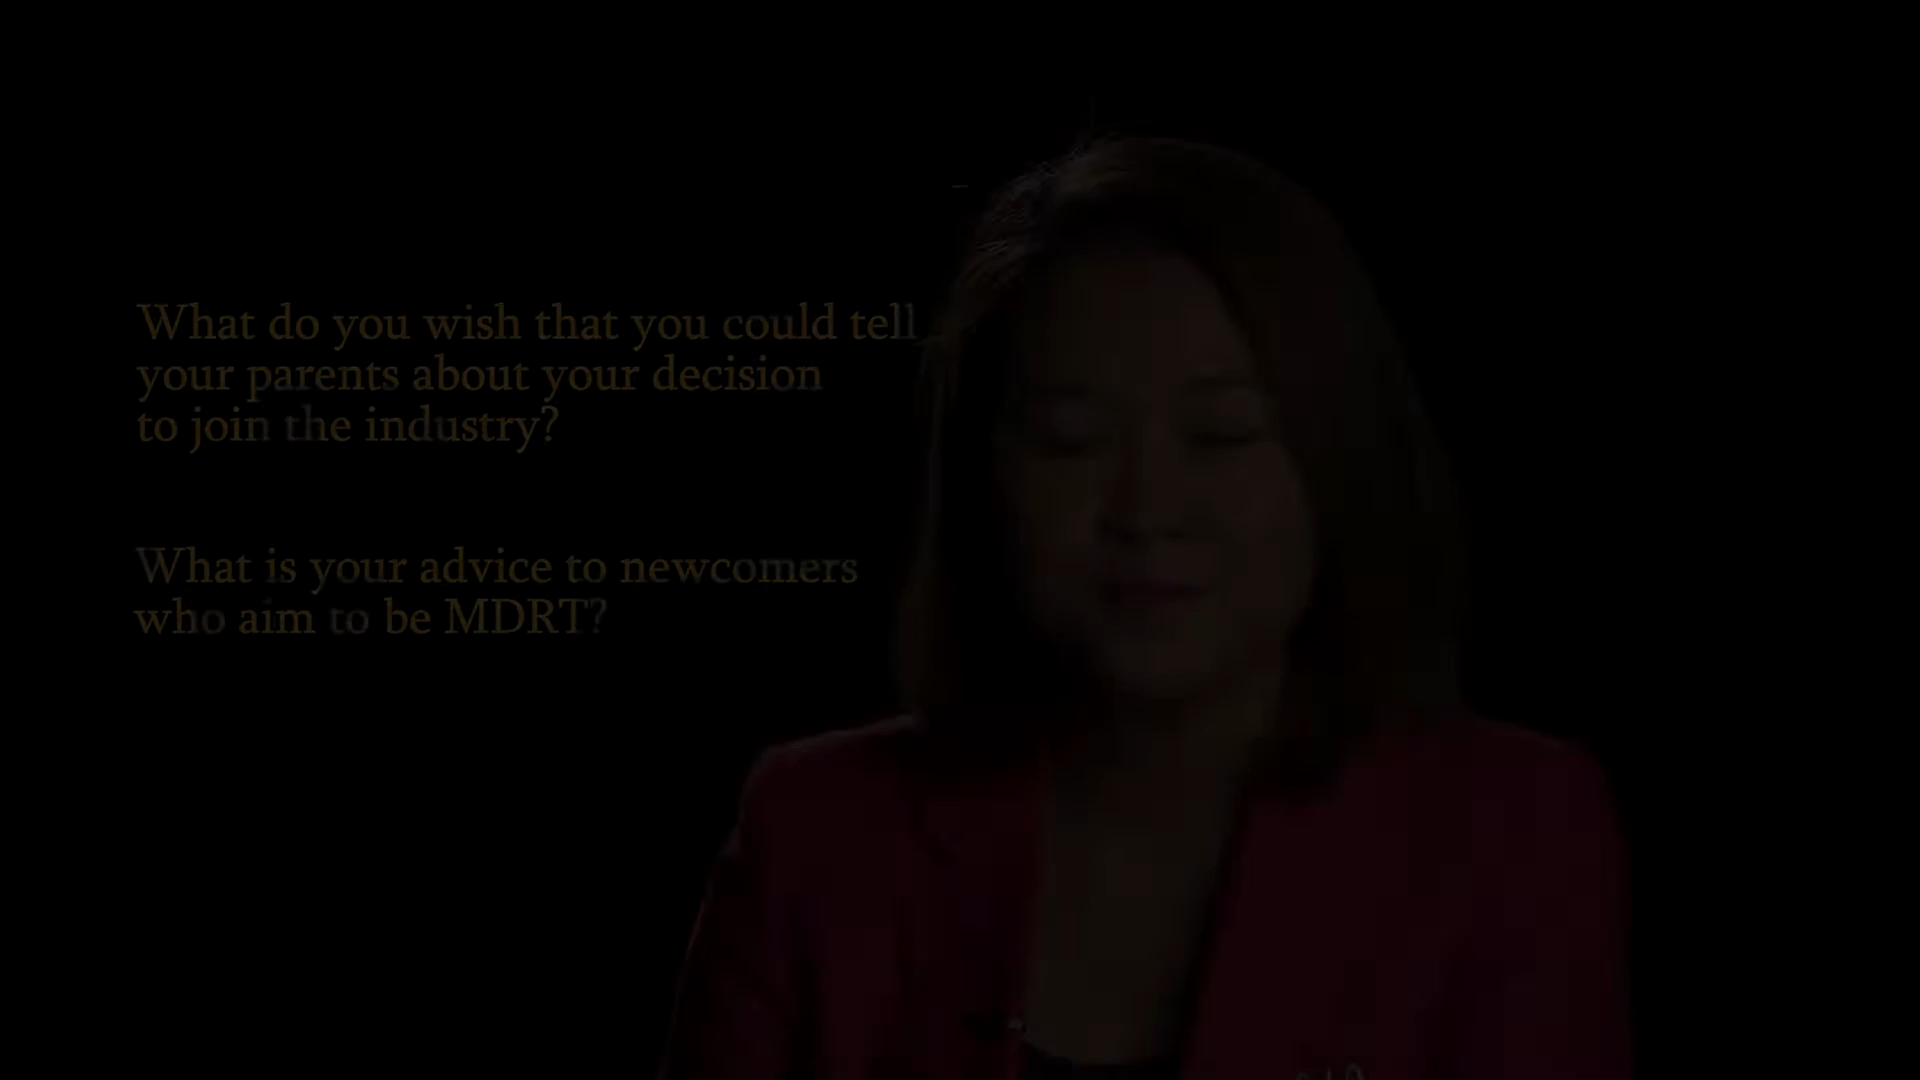 What do you wish that you could tell
your parents about your decision
to join the industry?
What is your advice to newcomers
who aim to be MDRT?